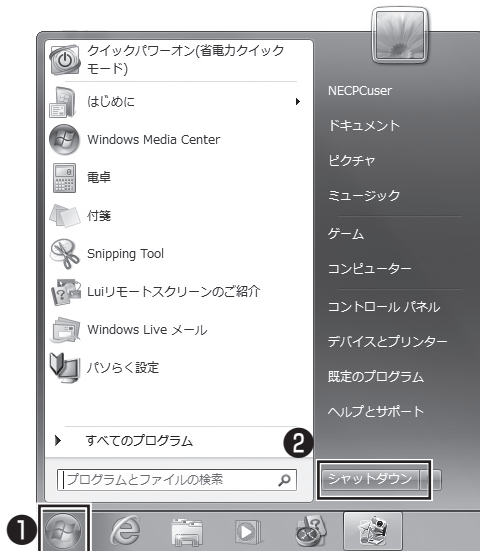 クイックパワーオン(省電力クイック
モード)
はじめに
Windows Media Center
電卓
付箋
Snipping Tool
Luiリモートスクリーンのご紹介
Windows Live メール
パソらく設定
すべてのプログラム
プログラムとファイルの検索
NECPCuser
ドキュメント
ピクチャ
ミュージック
ゲーム
コンピューター
コントロール パネル
デバイスとプリンター
既定のプログラム
ヘルプとサポート
❷
シャットダウン
❶